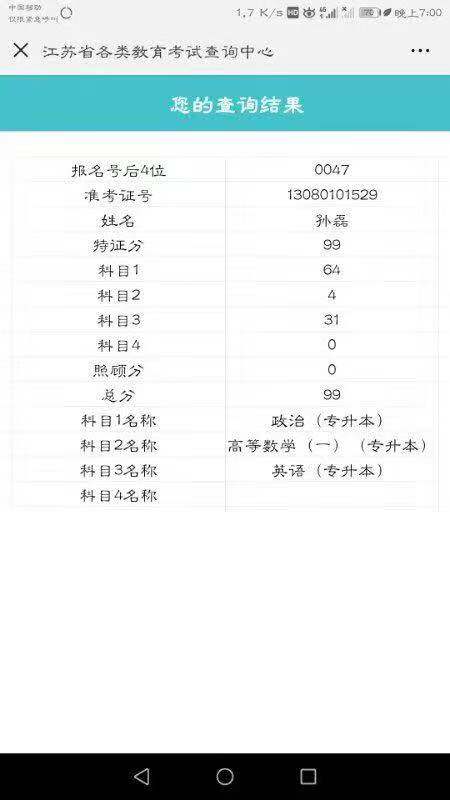 中国移动
仅限紧急呼叫
1.7 K/s HD 晚上7:00
江苏省各类教育考试查询中心
您的查询结果
报名号后4位 0047
准考证号 13080101529
姓名 孙磊
特证分 99
科目1 64
科目2 4
科目3 31
科目4 0
照顾分 0
总分 99
科目1名称 政治（专升本）
科目2名称 高等数学（一）（专升本）
科目3名称 英语（专升本）
科目4名称